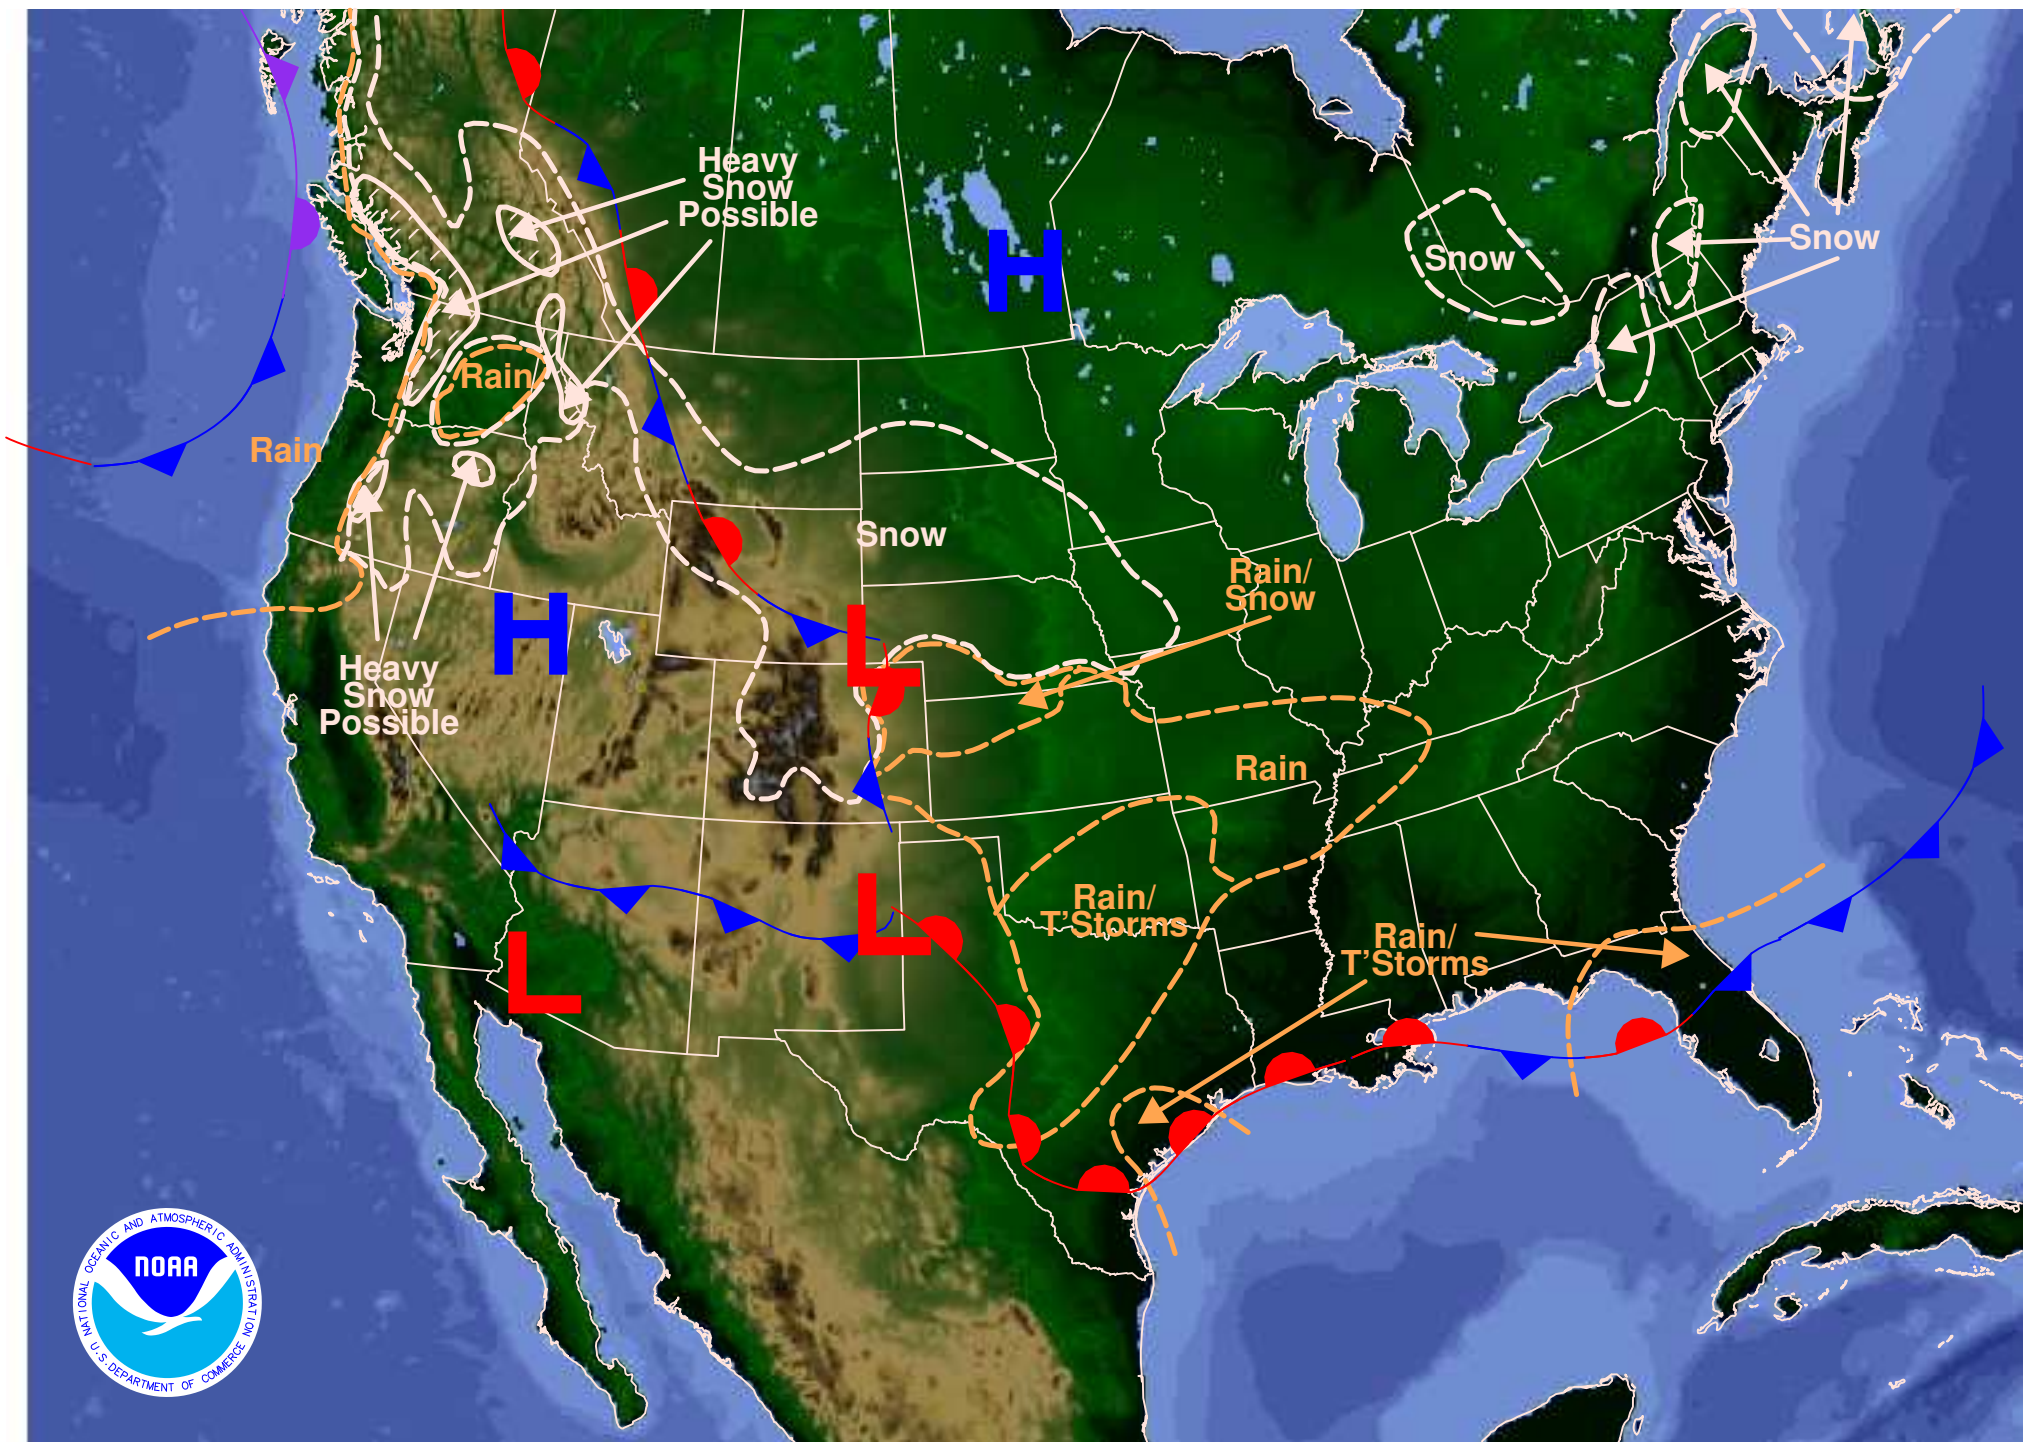 Heavy
Snow
Possible
H
Snow
Snow
Rain
Rain
Snow
Rain/
Snow
H
L
Heavy
Snow
Possible
Rain
L
Rain/
T'Storms
Rain/
T'Storms
L
NATIONAL OCEANIC AND ATMOSPHERIC ADMINISTRATION
NOAA
U.S. DEPARTMENT OF COMMERCE